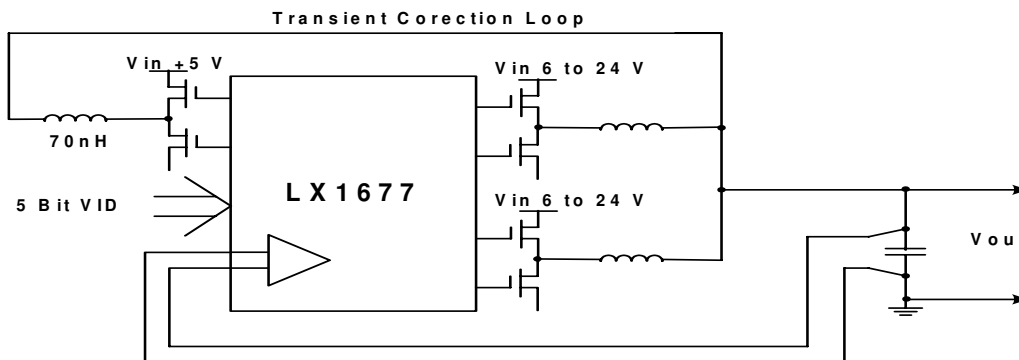 Transient Corection Loop
Vin +5 V
Vin 6 to 24 V
70nH
LX1677
5 Bit VID
Vin 6 to 24 V
Vou